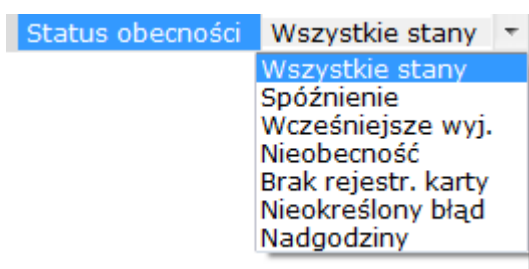 Status obecności Wszystkie stany
Wszystkie stany
Spóźnienie
Wcześniejsze wyj.
Nieobecność
Brak rejestr. karty
Nieokreślony błąd
Nadgodziny